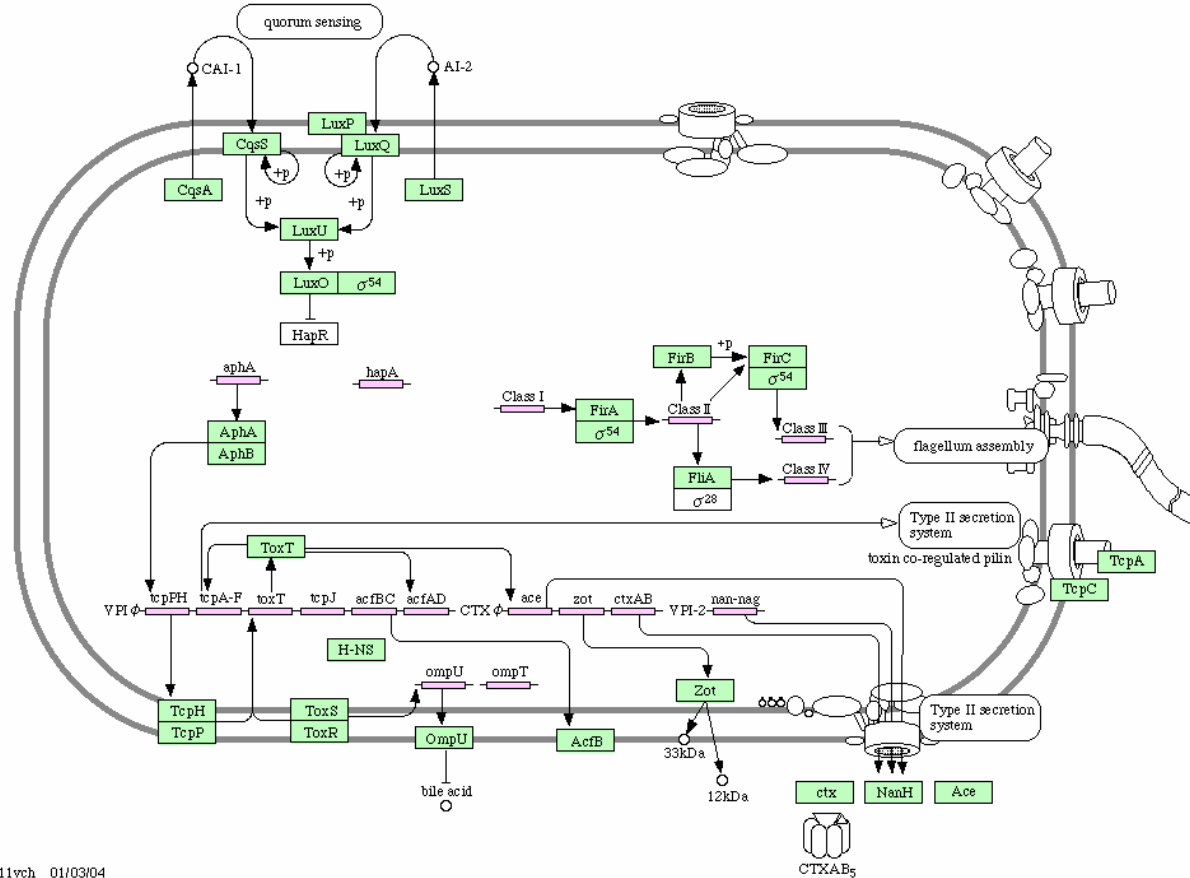 quorum sensing
CAI-1
AI-2
LuxP
CqsS
LuxQ
+p
+p
CqsA
LuxS
+p
+p
LuxU
+p
LuxO
σ54
HapR
aphA
hapA
AphA
AphB
Class I
FirA
σ54
FirB
+p
FirC
σ54
Class II
Class III
FliA
σ28
Class IV
flagellum assembly
Type II secretion
system
toxin co-regulated pilin
TcpA
TcpC
ToxT
VPI ϕ
tcpPH
tcpA-F
toxT
tcpJ
acfBC
acfAD
CTX ϕ
ace
zot
ctxAB
VPI-2
nan-nag
H-NS
ompU
ompT
TcpH
TcpP
ToxS
ToxR
OmpU
AcfB
Zot
Type II secretion
system
33kDa
12kDa
bile acid
ctx
NanH
Ace
CTXAB5
11vch 01/03/04